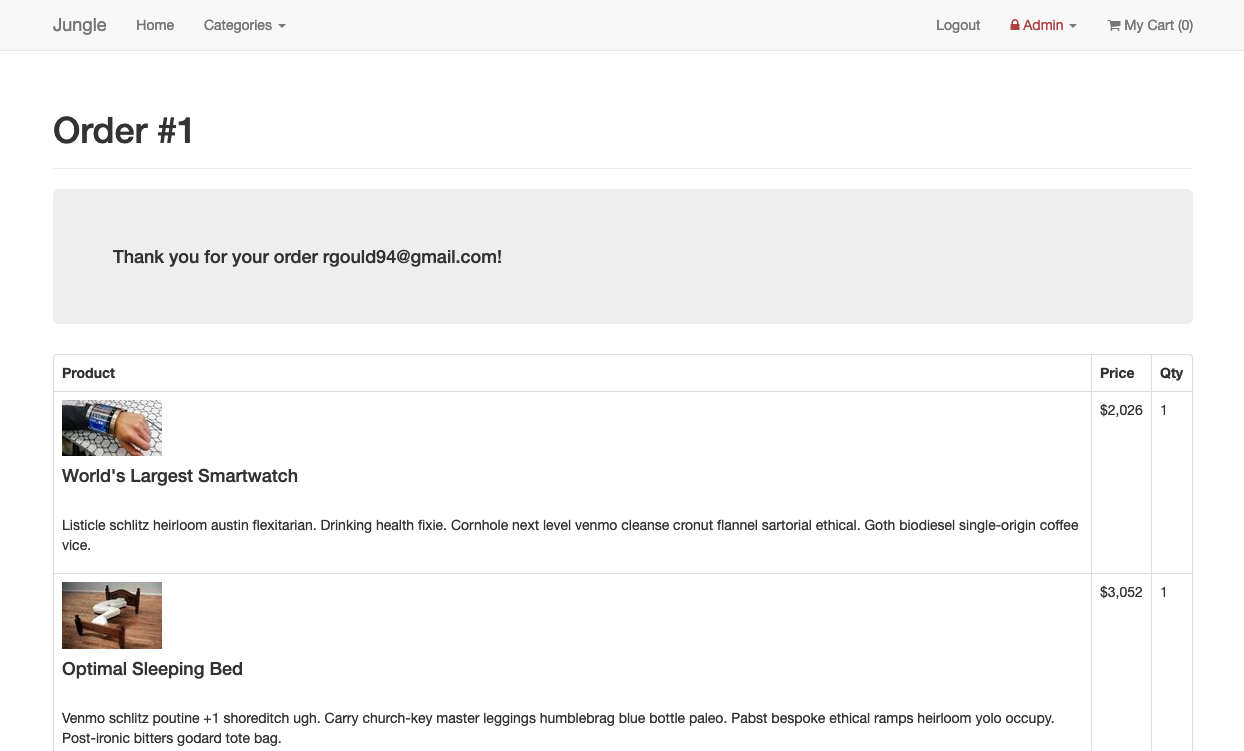 Jungle Home Categories Logout Admin My Cart (0)
Order #1
Thank you for your order rgould94@gmail.com!
Product Price Qty
$2,026 1
World's Largest Smartwatch
Listicle schlitz heirloom austin flexitarian. Drinking health fixie. Cornhole next level venmo cleanse cronut flannel sartorial ethical. Goth biodiesel single-origin coffee
vice.
$3,052 1
Optimal Sleeping Bed
Venmo schlitz poutine +1 shoreditch ugh. Carry church-key master leggings humblebrag blue bottle paleo. Pabst bespoke ethical ramps heirloom yolo occupy.
Post-ironic bitters godard tote bag.